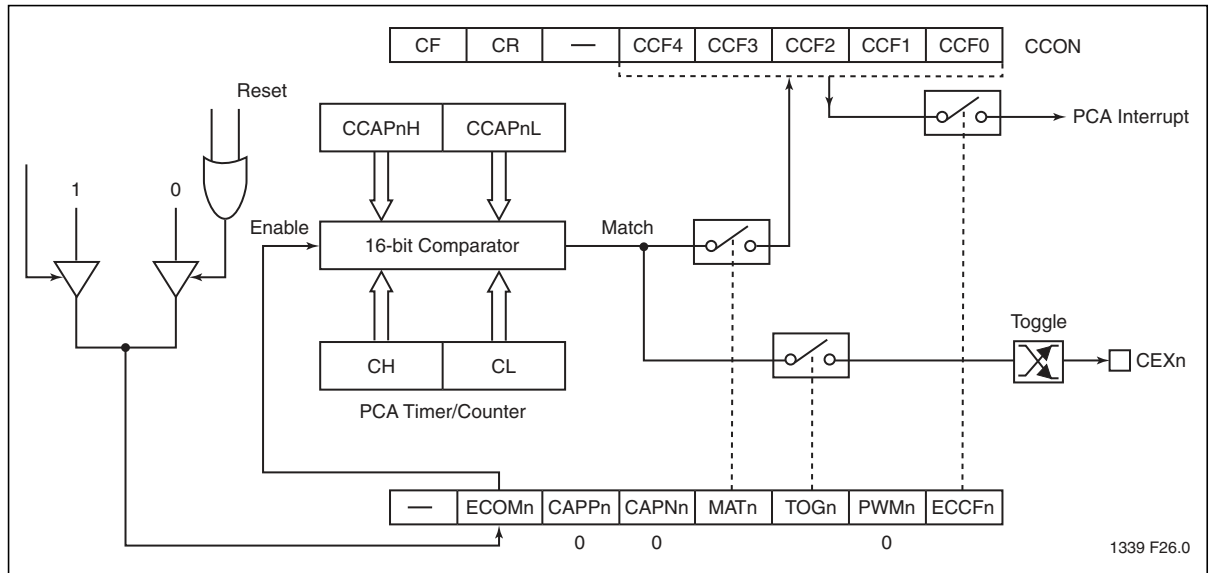 CF CR — CCF4 CCF3 CCF2 CCF1 CCF0 CCON
Reset
CCAPnH CCAPnL
PCA Interrupt
1 0
Enable
16-bit Comparator
Match
Toggle
CH CL
CEXn
PCA Timer/Counter
— ECOMn CAPPn CAPNn MATn TOGn PWMn ECCFn
0 0 0
1339 F26.0